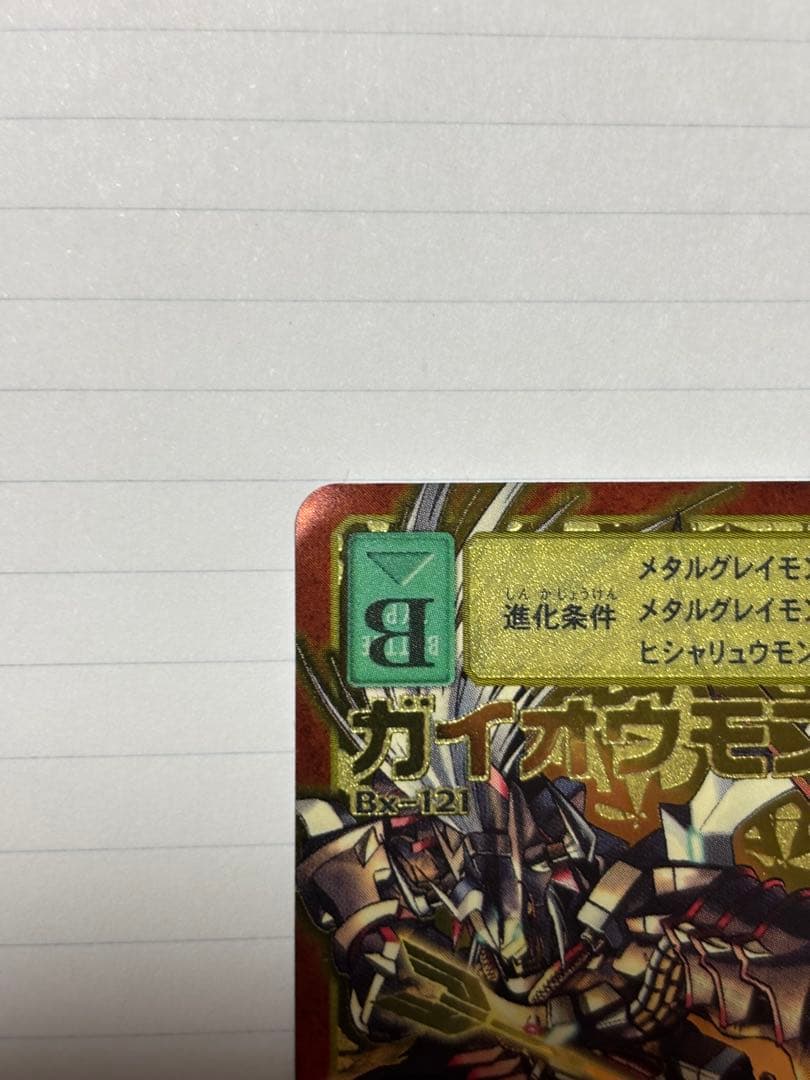 メタルグレイモン
しんかじょうけん
進化条件
メタルグレイモン
ヒシャリュウモン
B
BATTLE
TYPE
ガイオウモン
Bx-121